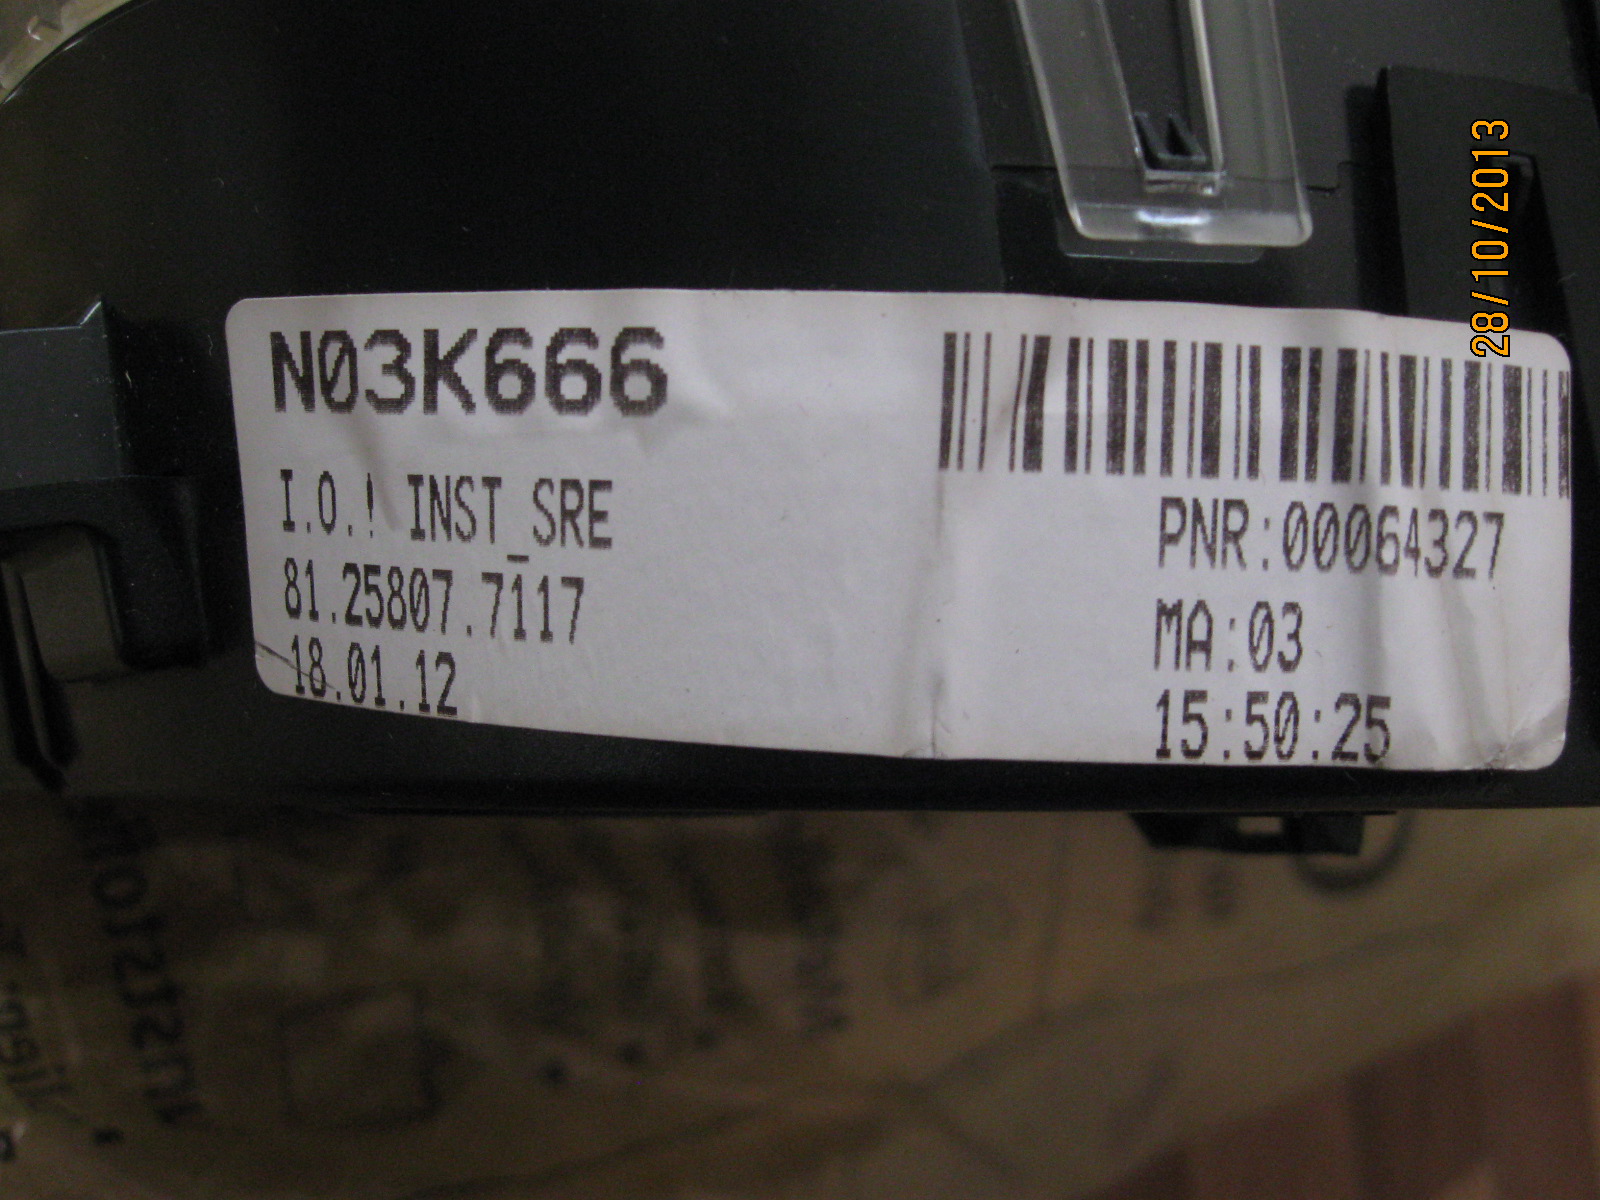 N03K666
I.O.! INST_SRE
81.25807.7117
18.01.12
PNR:00064327
MA:03
15:50:25
28/10/2013